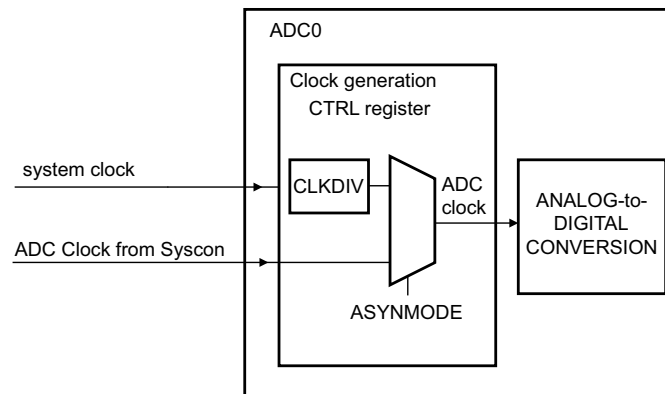 ADC0
Clock generation
CTRL register
system clock
CLKDIV
ADC
clock
ANALOG-to-
DIGITAL
CONVERSION
ADC Clock from Syscon
ASYNMODE